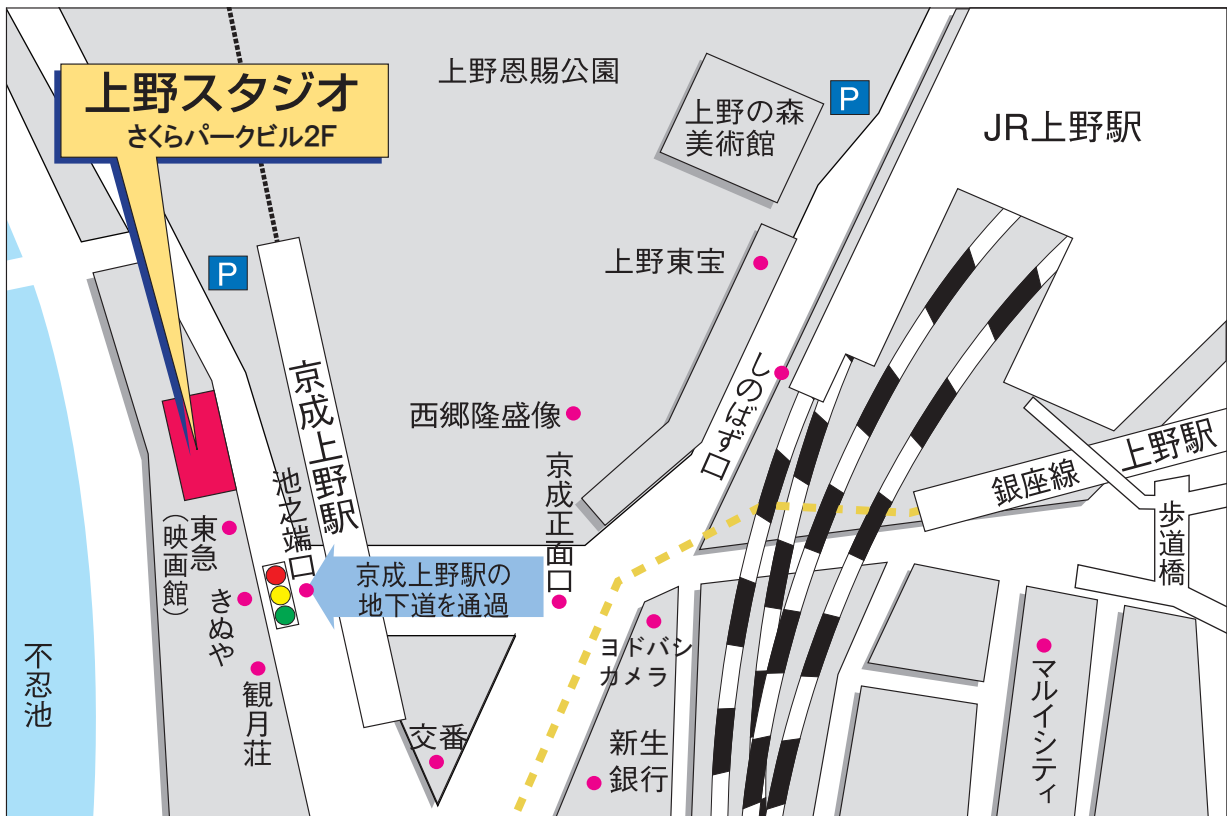 上野スタジオ
さくらパークビル2F
上野恩賜公園
上野の森
美術館
P
JR上野駅
上野東宝
P
しのばず口
京成上野駅
西郷隆盛像
京成正面口
銀座線
上野駅
池之端口
歩道橋
東急
(映画館)
京成上野駅の
地下道を通過
きぬや
ヨドバシ
カメラ
不忍池
観月荘
マルイシティ
交番
新生
銀行